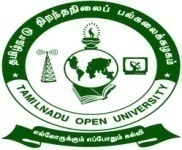 தமிழ்நாடு திறந்தநிலைப் பல்கலைக்கழகம்
TAMILNADU OPEN UNIVERSITY
எல்லோருக்கும் எப்போதும் கல்வி